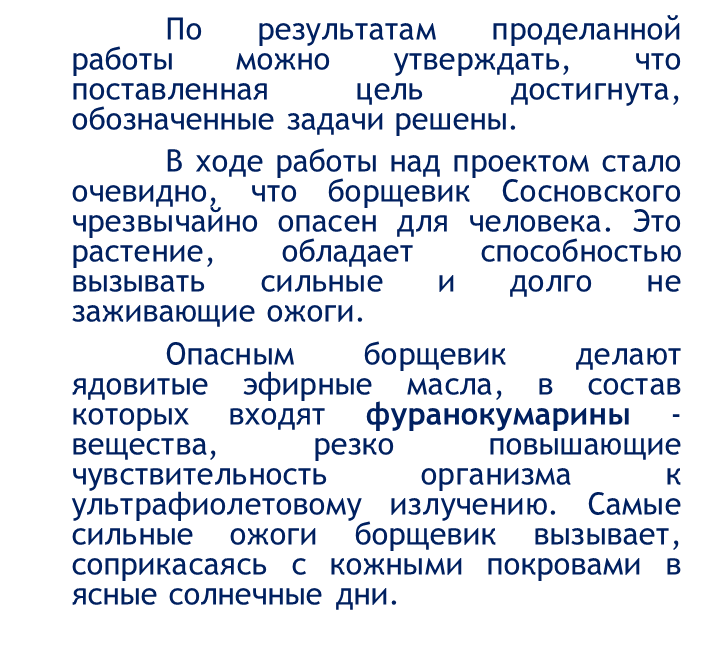 По результатам проделанной
работы можно утверждать, что
поставленная цель достигнута,
обозначенные задачи решены.
В ходе работы над проектом стало
очевидно, что борщевик Сосновского
чрезвычайно опасен для человека. Это
растение, обладает способностью
вызывать сильные и долго не
заживающие ожоги.
Опасным борщевик делают
ядовитые эфирные масла, в состав
которых входят фуранокумарины -
вещества, резко повышающие
чувствительность организма к
ультрафиолетовому излучению. Самые
сильные ожоги борщевик вызывает,
соприкасаясь с кожными покровами в
ясные солнечные дни.